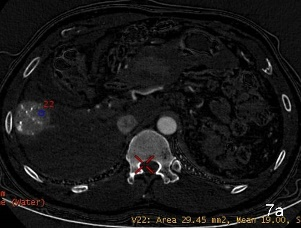 22
e (Water)
7a
V22: Area 29.45 mm2, Mean 19.00, S